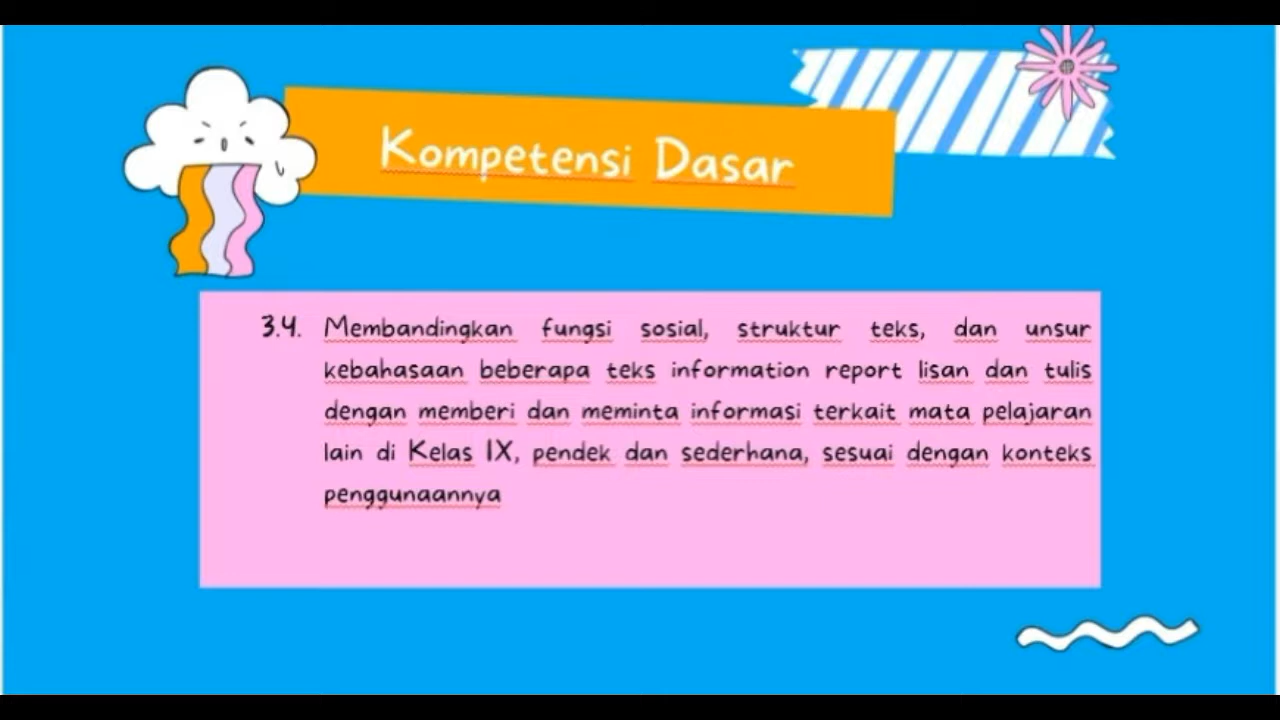 Kompetensi Dasar
3.4. Membandingkan fungsi sosial, struktur teks, dan unsur
kebahasaan beberapa teks information report lisan dan tulis
dengan memberi dan meminta informasi terkait mata pelajaran
lain di Kelas IX, pendek dan sederhana, sesuai dengan konteks
penggunaannya